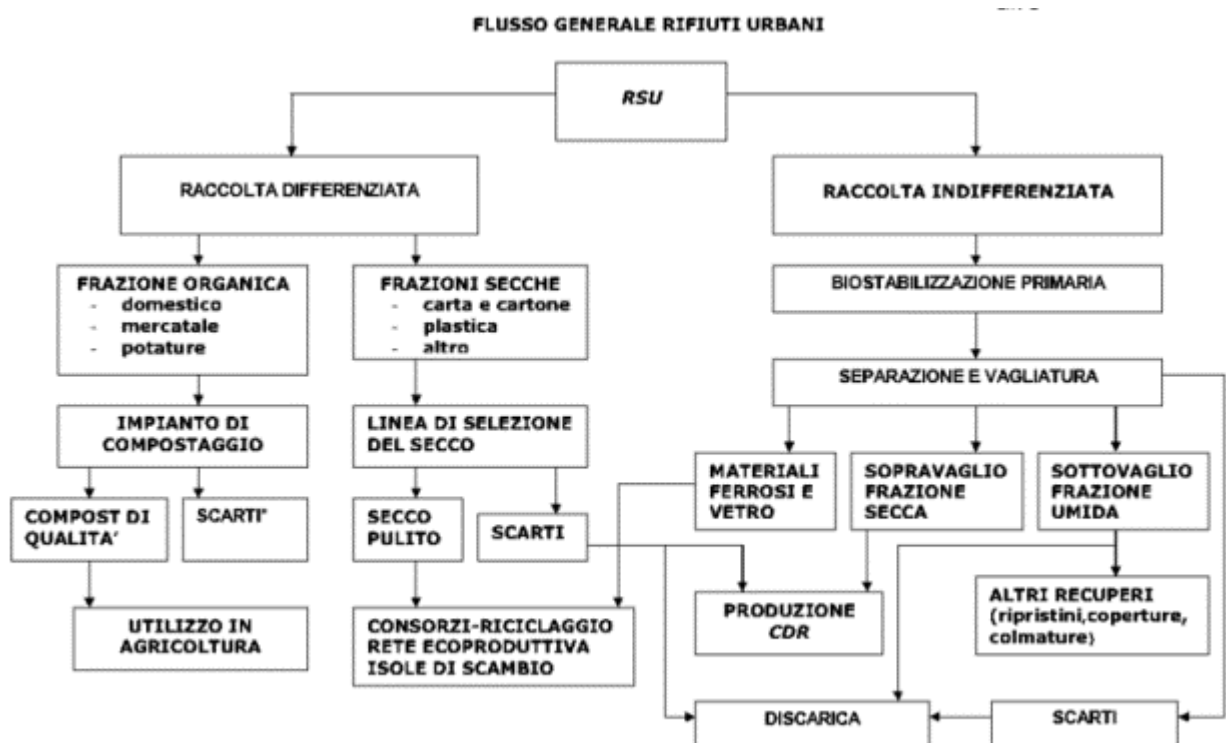 FLUSSO GENERALE RIFIUTI URBANI
RSU
RACCOLTA DIFFERENZIATA
RACCOLTA INDIFFERENZIATA
FRAZIONE ORGANICA
- domestico
- mercatale
- potature
FRAZIONI SECCHE
- carta e cartone
- plastica
- altro
BIOSTABILIZZAZIONE PRIMARIA
SEPARAZIONE E VAGLIATURA
IMPIANTO DI
COMPOSTAGGIO
LINEA DI SELEZIONE
DEL SECCO
MATERIALI
FERROSI E
VETRO
SOPRAVAGLIO
FRAZIONE
SECCA
SOTTOVAGLIO
FRAZIONE
UMIDA
COMPOST DI
QUALITA'
SCARTI"
SECCO
PULITO
SCARTI
UTILIZZO IN
AGRICOLTURA
CONSORZI-RICICLAGGIO
RETE ECOPRODUTTIVA
ISOLE DI SCAMBIO
PRODUZIONE
CDR
ALTRI RECUPERI
(ripristini,coperture,
colmature)
DISCARICA
SCARTI